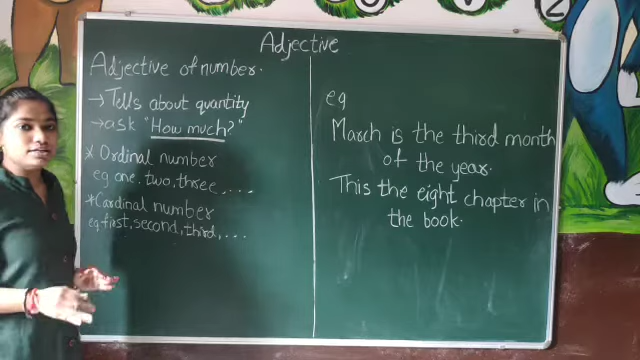 Adjective
Adjective of number.
→ Tells about quantity
→ ask "How much?"
* Ordinal number
eg one, two, three, ....
* Cardinal number
eg. first, second, third, ...
eg
March is the third month
of the year.
This the eight chapter in
the book.
2